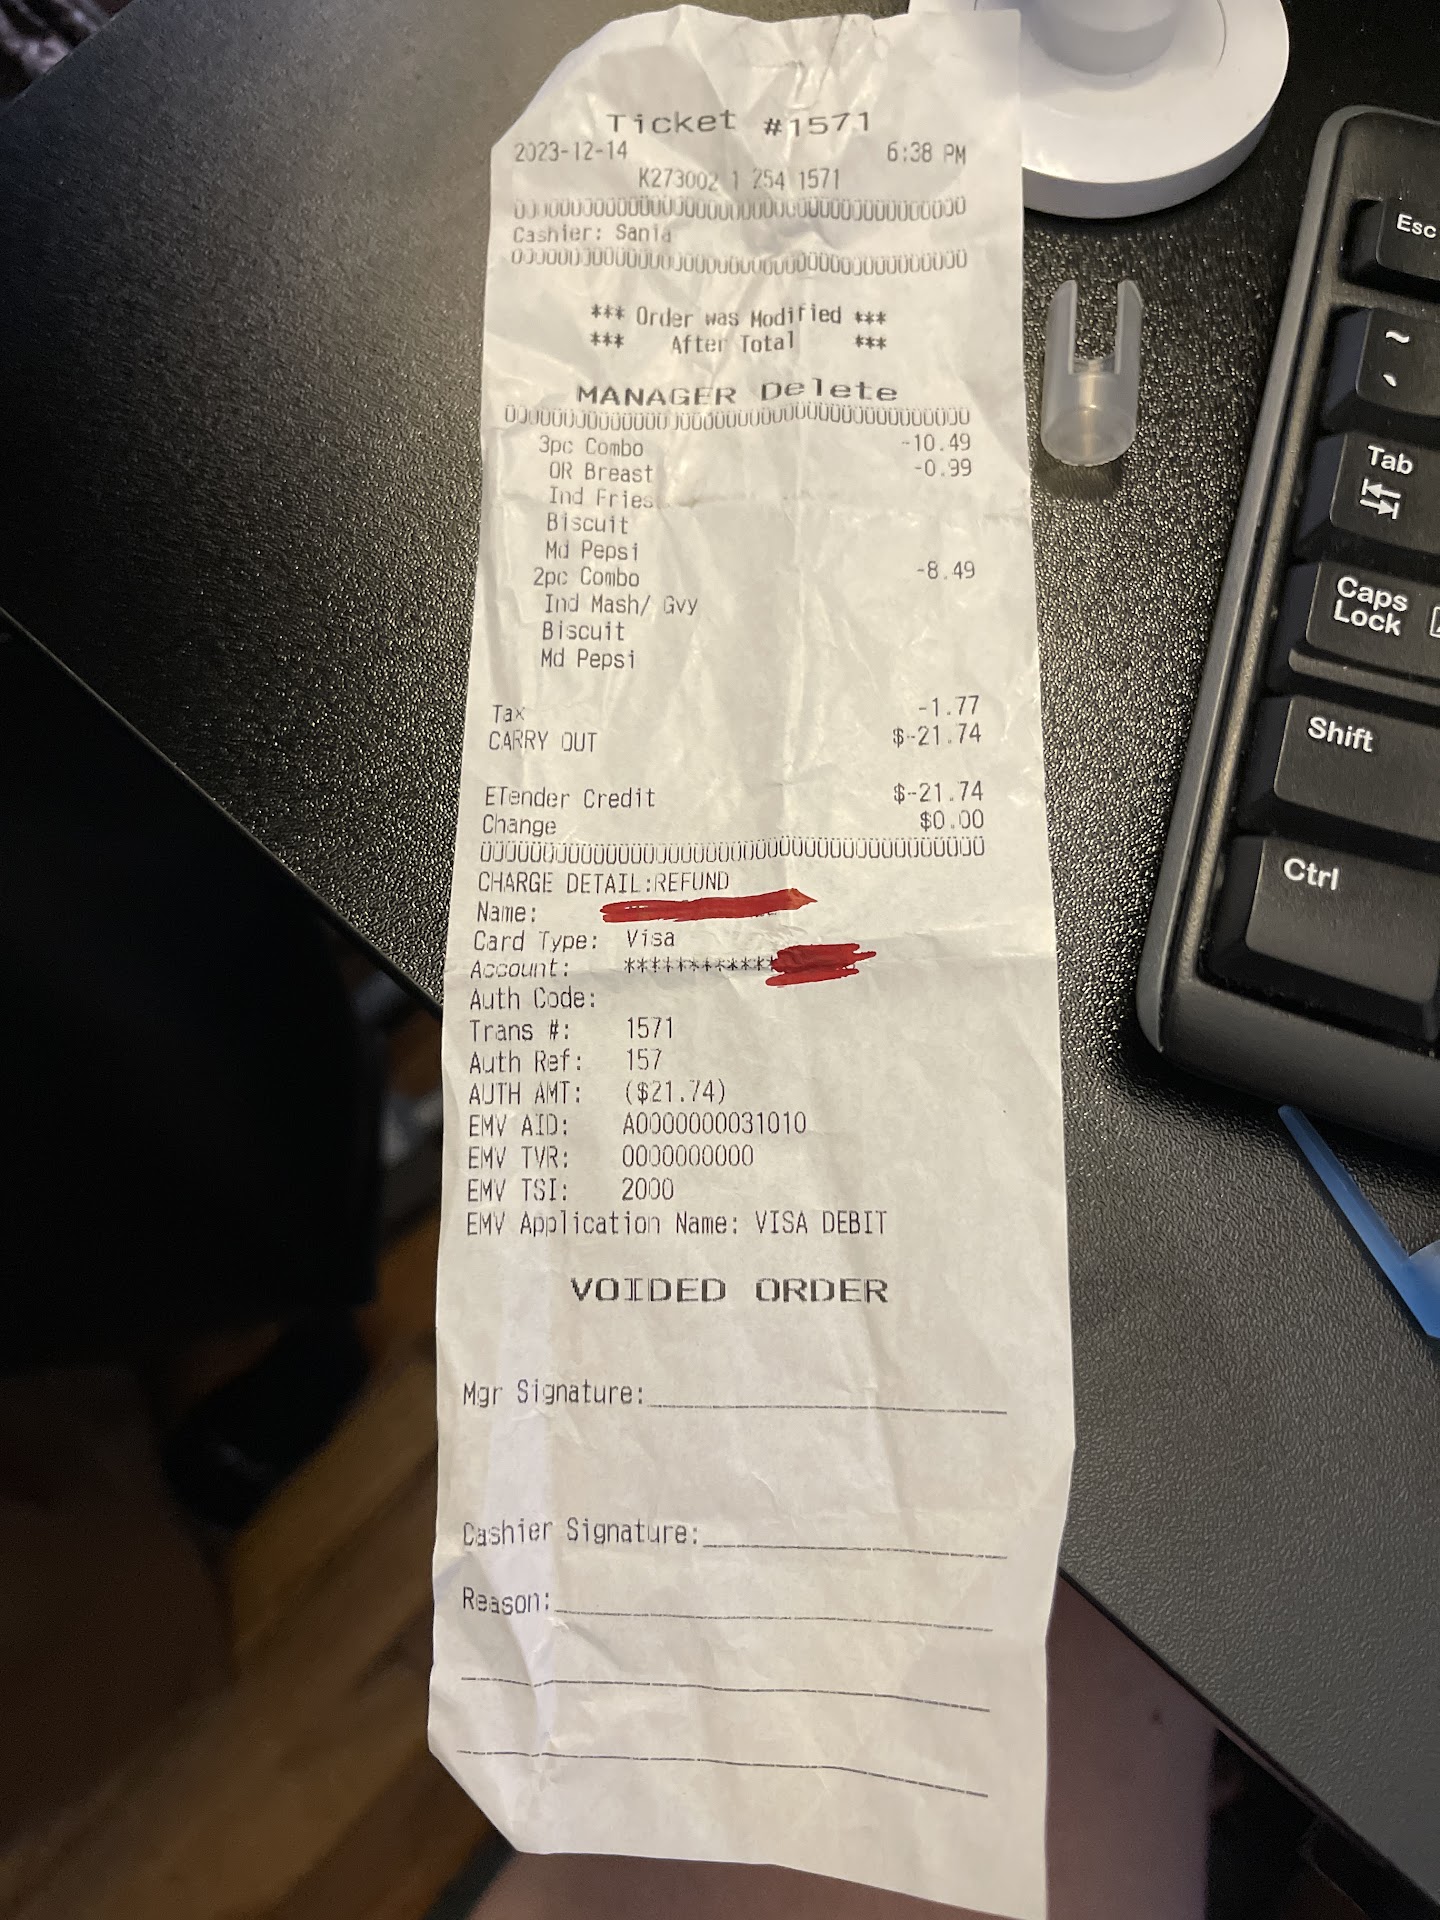 Ticket #1571
2023-12-14 6:38 PM
K273002 1 254 1571
Cashier: Sania
*** Order was Modified ***
*** After Total ***
MANAGER Delete
3pc Combo -10.49
OR Breast -0.99
Ind Fries
Biscuit
Md Pepsi
2pc Combo -8.49
Ind Mash/ Gvy
Biscuit
Md Pepsi
Tax -1.77
CARRY OUT $-21.74
ETender Credit $-21.74
Change $0.00
CHARGE DETAIL:REFUND
Name:
Card Type: Visa
Account: ************
Auth Code:
Trans #: 1571
Auth Ref: 157
AUTH AMT: ($21.74)
EMV AID: A0000000031010
EMV TVR: 0000000000
EMV TSI: 2000
EMV Application Name: VISA DEBIT
VOIDED ORDER
Mgr Signature:
Cashier Signature:
Reason:
Esc
~
`
Tab
Caps Lock
Shift
Ctrl